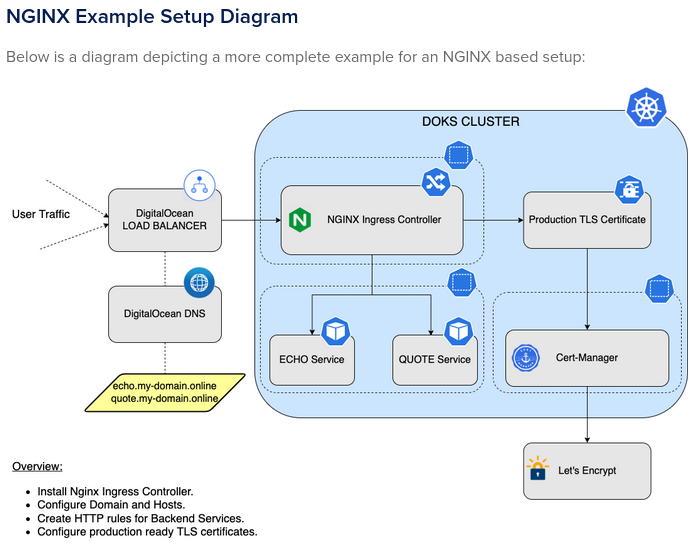 NGINX Example Setup Diagram
Below is a diagram depicting a more complete example for an NGINX based setup:
DOKS CLUSTER
User Traffic
DigitalOcean
LOAD BALANCER
NGINX Ingress Controller
Production TLS Certificate
DigitalOcean DNS
ECHO Service
QUOTE Service
Cert-Manager
echo.my-domain.online
quote.my-domain.online
Let's Encrypt
Overview:
• Install Nginx Ingress Controller.
• Configure Domain and Hosts.
• Create HTTP rules for Backend Services.
• Configure production ready TLS certificates.